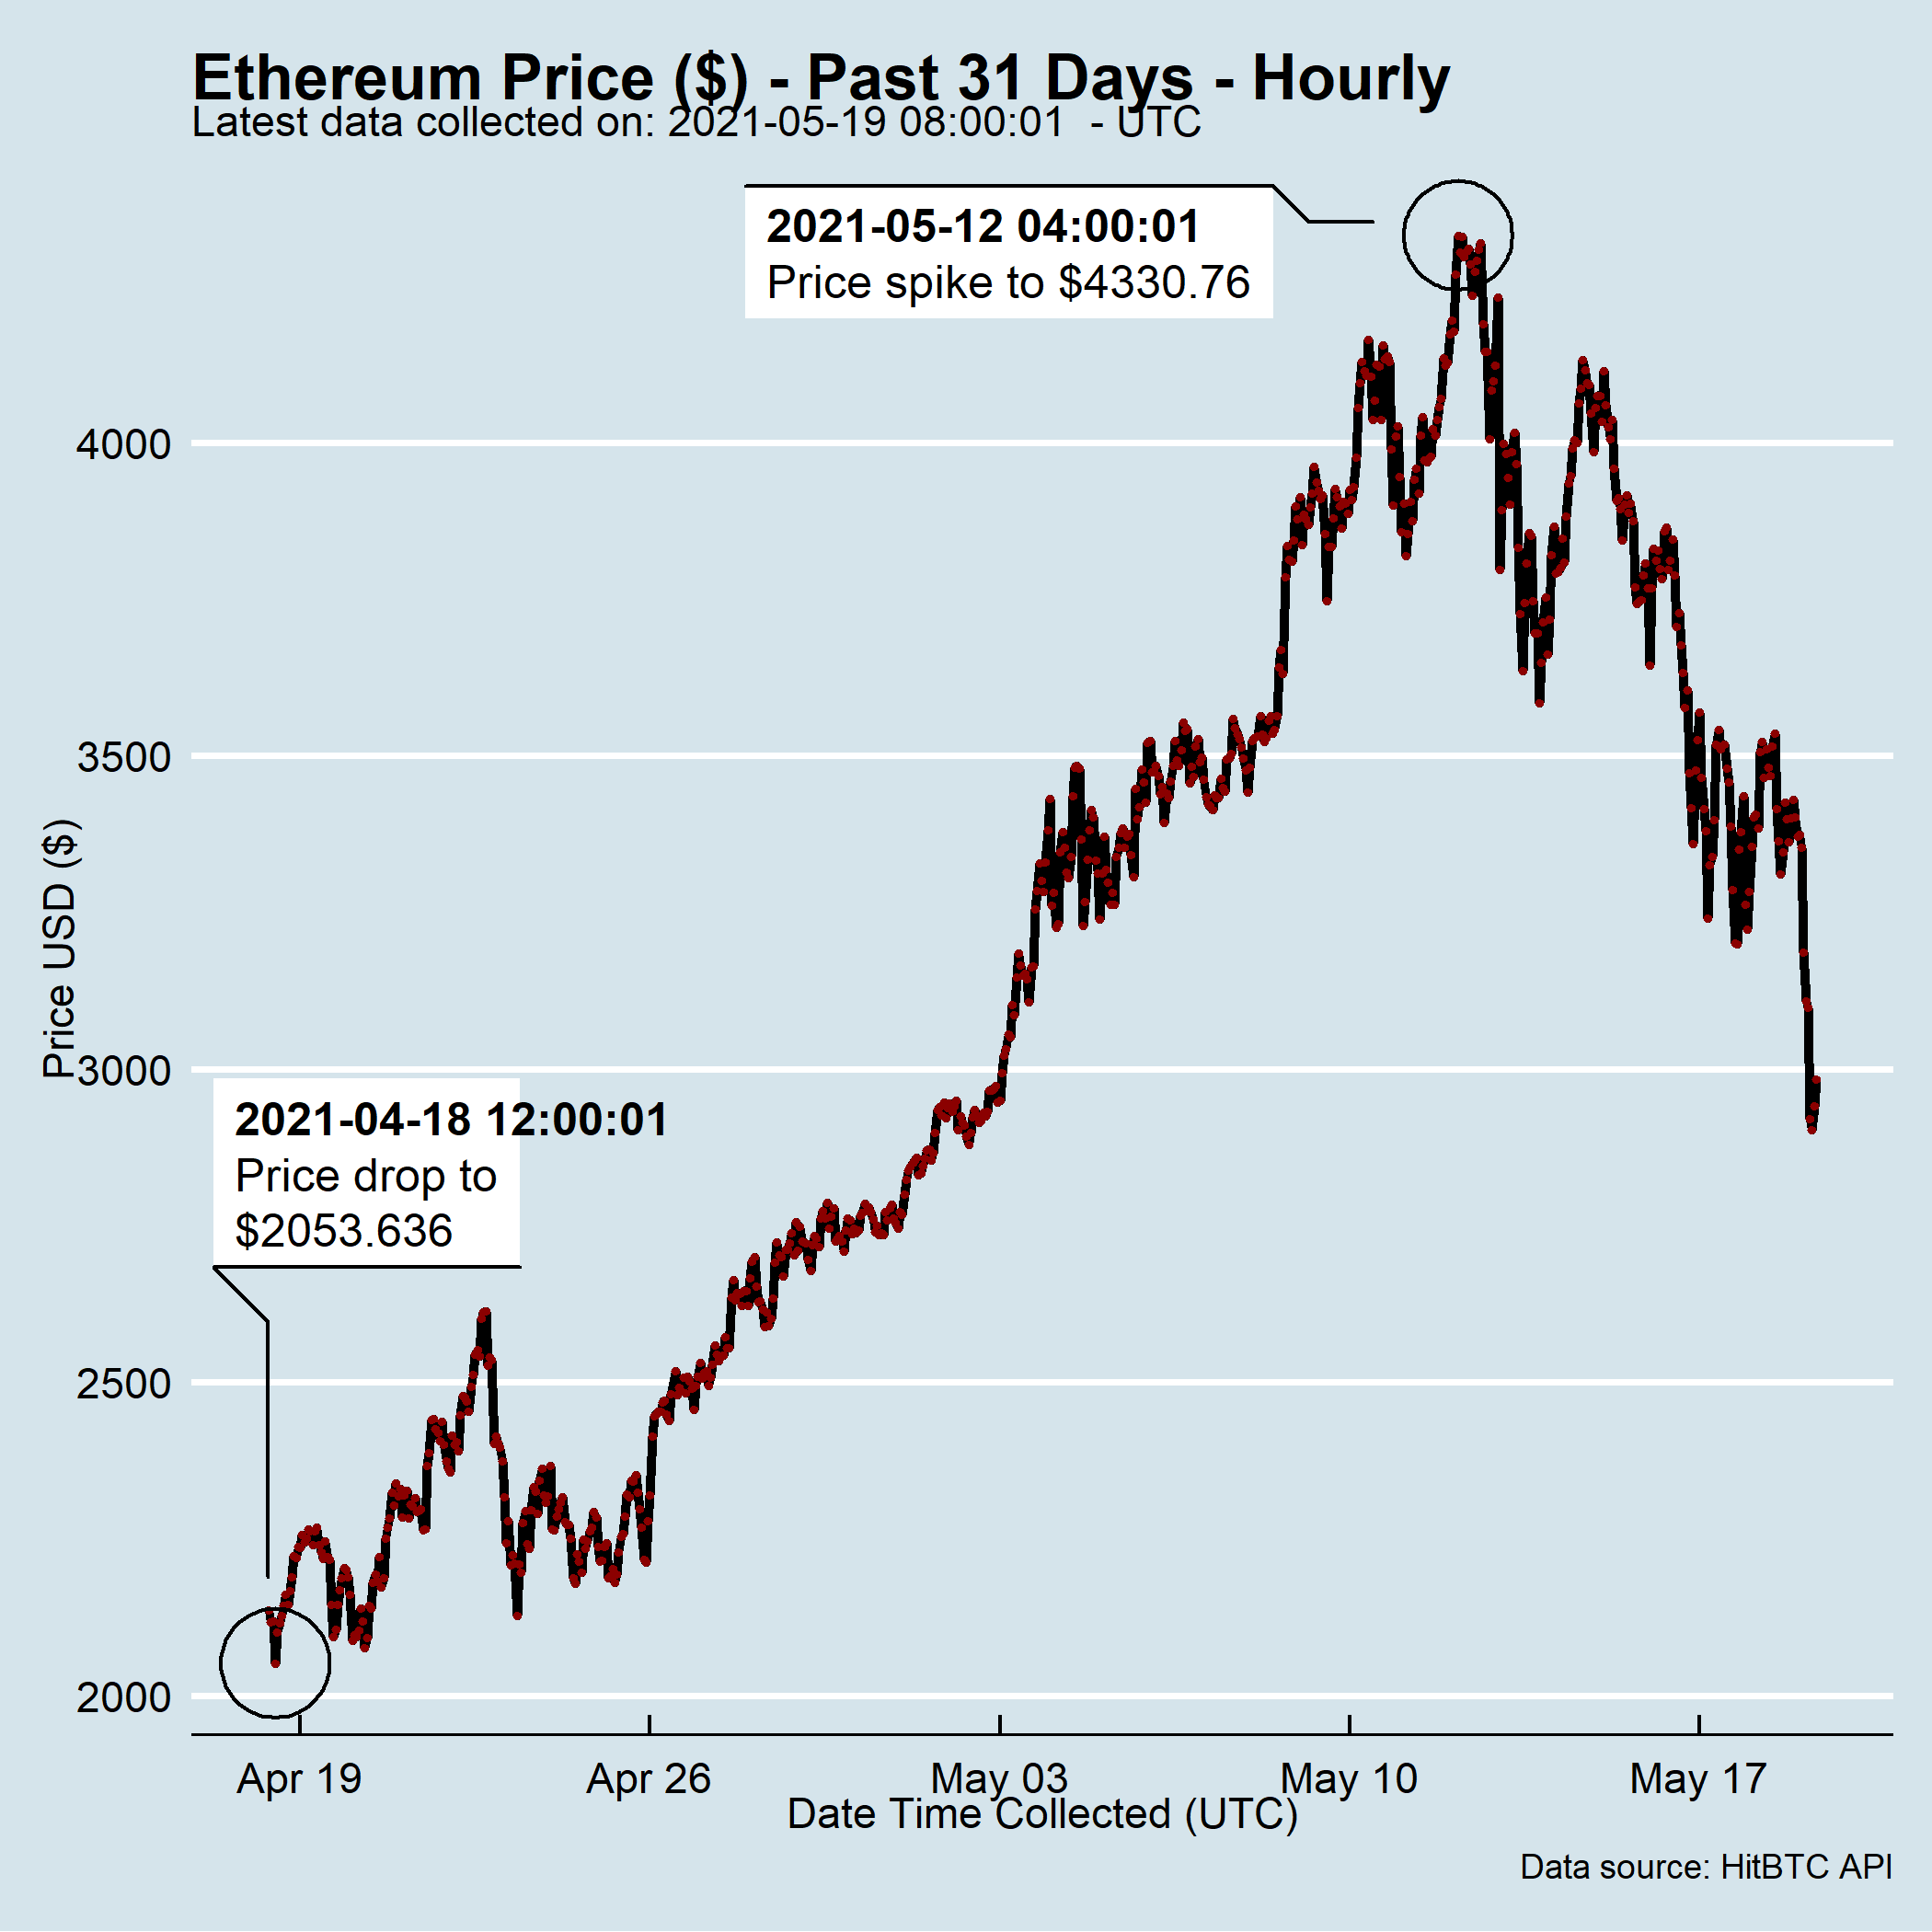 Ethereum Price ($) - Past 31 Days - Hourly
Latest data collected on: 2021-05-19 08:00:01  - UTC
2021-05-12 04:00:01
Price spike to $4330.76
4000
3500
3000
2500
2000
Price USD ($)
2021-04-18 12:00:01
Price drop to
$2053.636
Apr 19
Apr 26
May 03
May 10
May 17
Date Time Collected (UTC)
Data source: HitBTC API